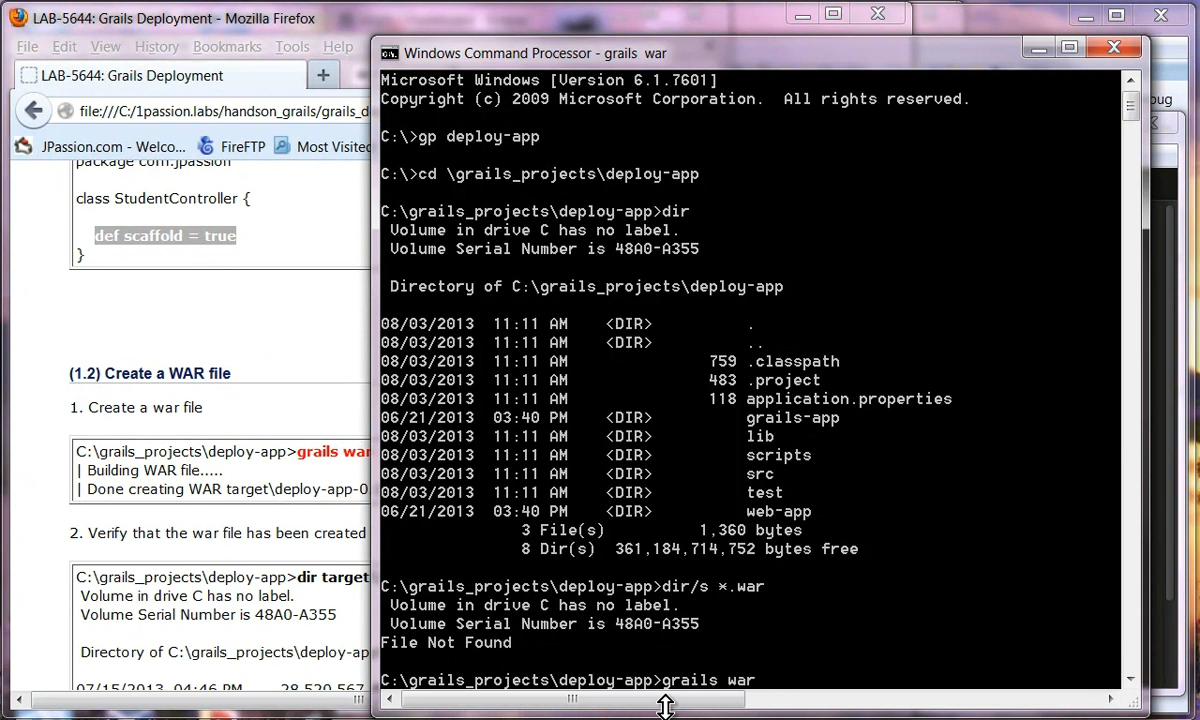 LAB-5644: Grails Deployment - Mozilla Firefox
File Edit View History Bookmarks Tools Help
LAB-5644: Grails Deployment
file:///C:/1passion.labs/handson_grails/grails_d
JPassion.com - Welco... FireFTP Most Visited
package com.jpassion
class StudentController {
def scaffold = true
}
(1.2) Create a WAR file
1. Create a war file
C:\grails_projects\deploy-app>grails war
| Building WAR file.....
| Done creating WAR target\deploy-app-0
2. Verify that the war file has been created
C:\grails_projects\deploy-app>dir target
Volume in drive C has no label.
Volume Serial Number is 48A0-A355
Directory of C:\grails_projects\deploy-ap
07/15/2013 04:46 PM 28,520,567
Windows Command Processor - grails war
Microsoft Windows [Version 6.1.7601]
Copyright (c) 2009 Microsoft Corporation. All rights reserved.
C:\>gp deploy-app
C:\>cd \grails_projects\deploy-app
C:\grails_projects\deploy-app>dir
Volume in drive C has no label.
Volume Serial Number is 48A0-A355
Directory of C:\grails_projects\deploy-app
08/03/2013 11:11 AM <DIR> .
08/03/2013 11:11 AM <DIR> ..
08/03/2013 11:11 AM 759 .classpath
08/03/2013 11:11 AM 483 .project
08/03/2013 11:11 AM 118 application.properties
06/21/2013 03:40 PM <DIR> grails-app
08/03/2013 11:11 AM <DIR> lib
08/03/2013 11:11 AM <DIR> scripts
08/03/2013 11:11 AM <DIR> src
08/03/2013 11:11 AM <DIR> test
06/21/2013 03:40 PM <DIR> web-app
3 File(s) 1,360 bytes
8 Dir(s) 361,184,714,752 bytes free
C:\grails_projects\deploy-app>dir/s *.war
Volume in drive C has no label.
Volume Serial Number is 48A0-A355
File Not Found
C:\grails_projects\deploy-app>grails war
bug